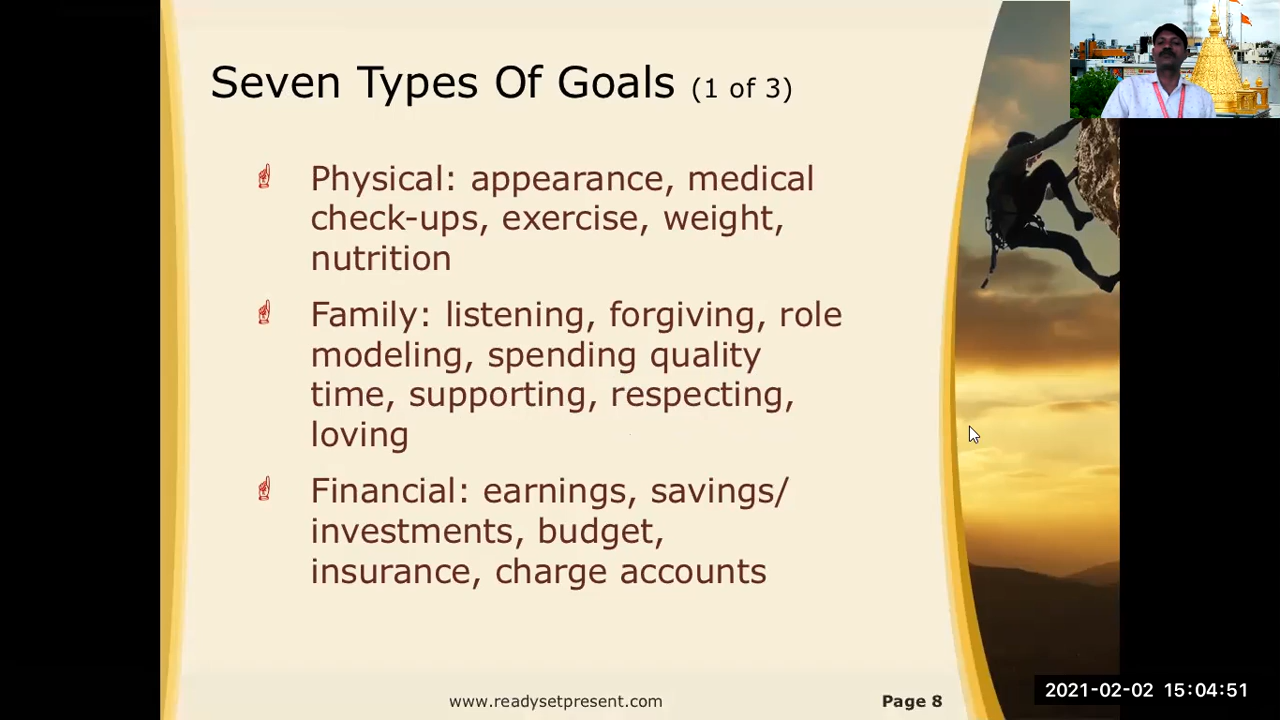 Seven Types Of Goals (1 of 3)
Physical: appearance, medical
check-ups, exercise, weight,
nutrition
Family: listening, forgiving, role
modeling, spending quality
time, supporting, respecting,
loving
Financial: earnings, savings/
investments, budget,
insurance, charge accounts
www.readysetpresent.com
Page 8
2021-02-02 15:04:51